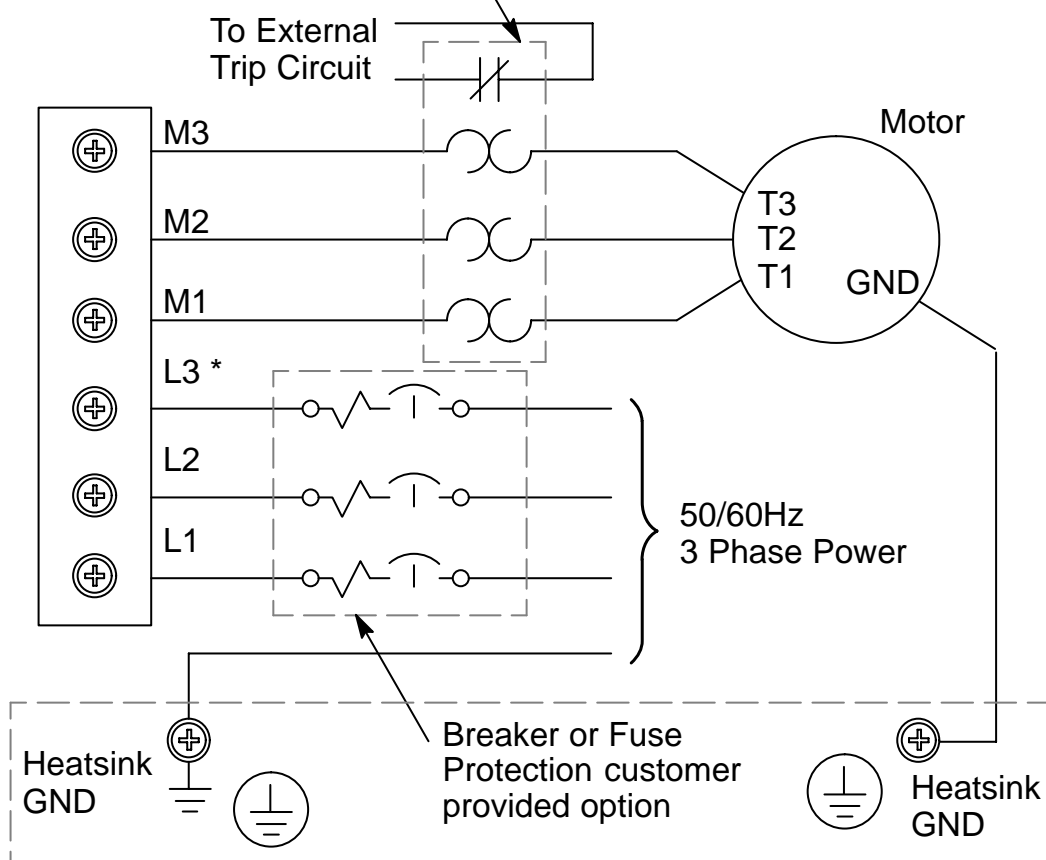 To External
Trip Circuit
Motor
M3
M2
M1
T3
T2
T1
GND
L3 *
L2
L1
50/60Hz
3 Phase Power
Breaker or Fuse
Protection customer
provided option
Heatsink
GND
Heatsink
GND